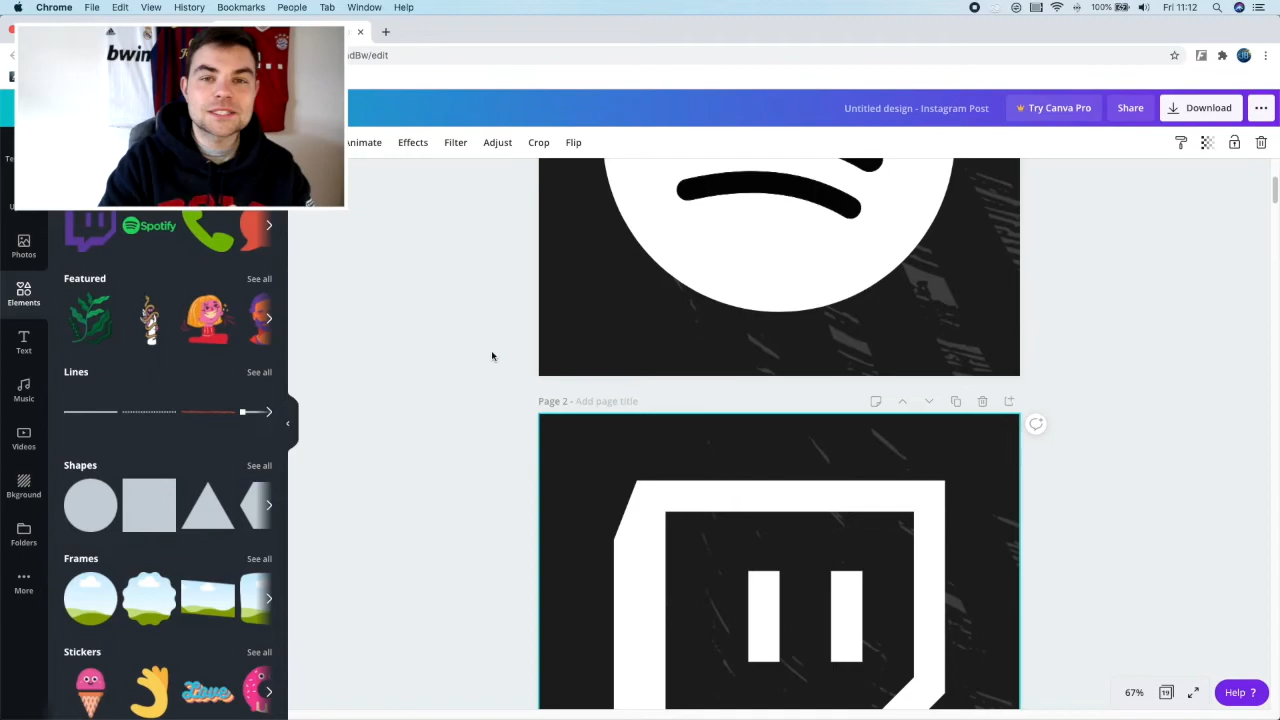 Chrome File Edit View History Bookmarks People Tab Window Help
100% Fri 11:12
bwin
dBw/edit
Untitled design - Instagram Post
Try Canva Pro
Share
Download
nimate Effects Filter Adjust Crop Flip
Spotify
Photos
Elements
Text
Music
Videos
Bkground
Folders
More
Featured See all
Lines See all
Shapes See all
Frames See all
Stickers See all
Love
Page 2 - Add page title
67%
Help ?